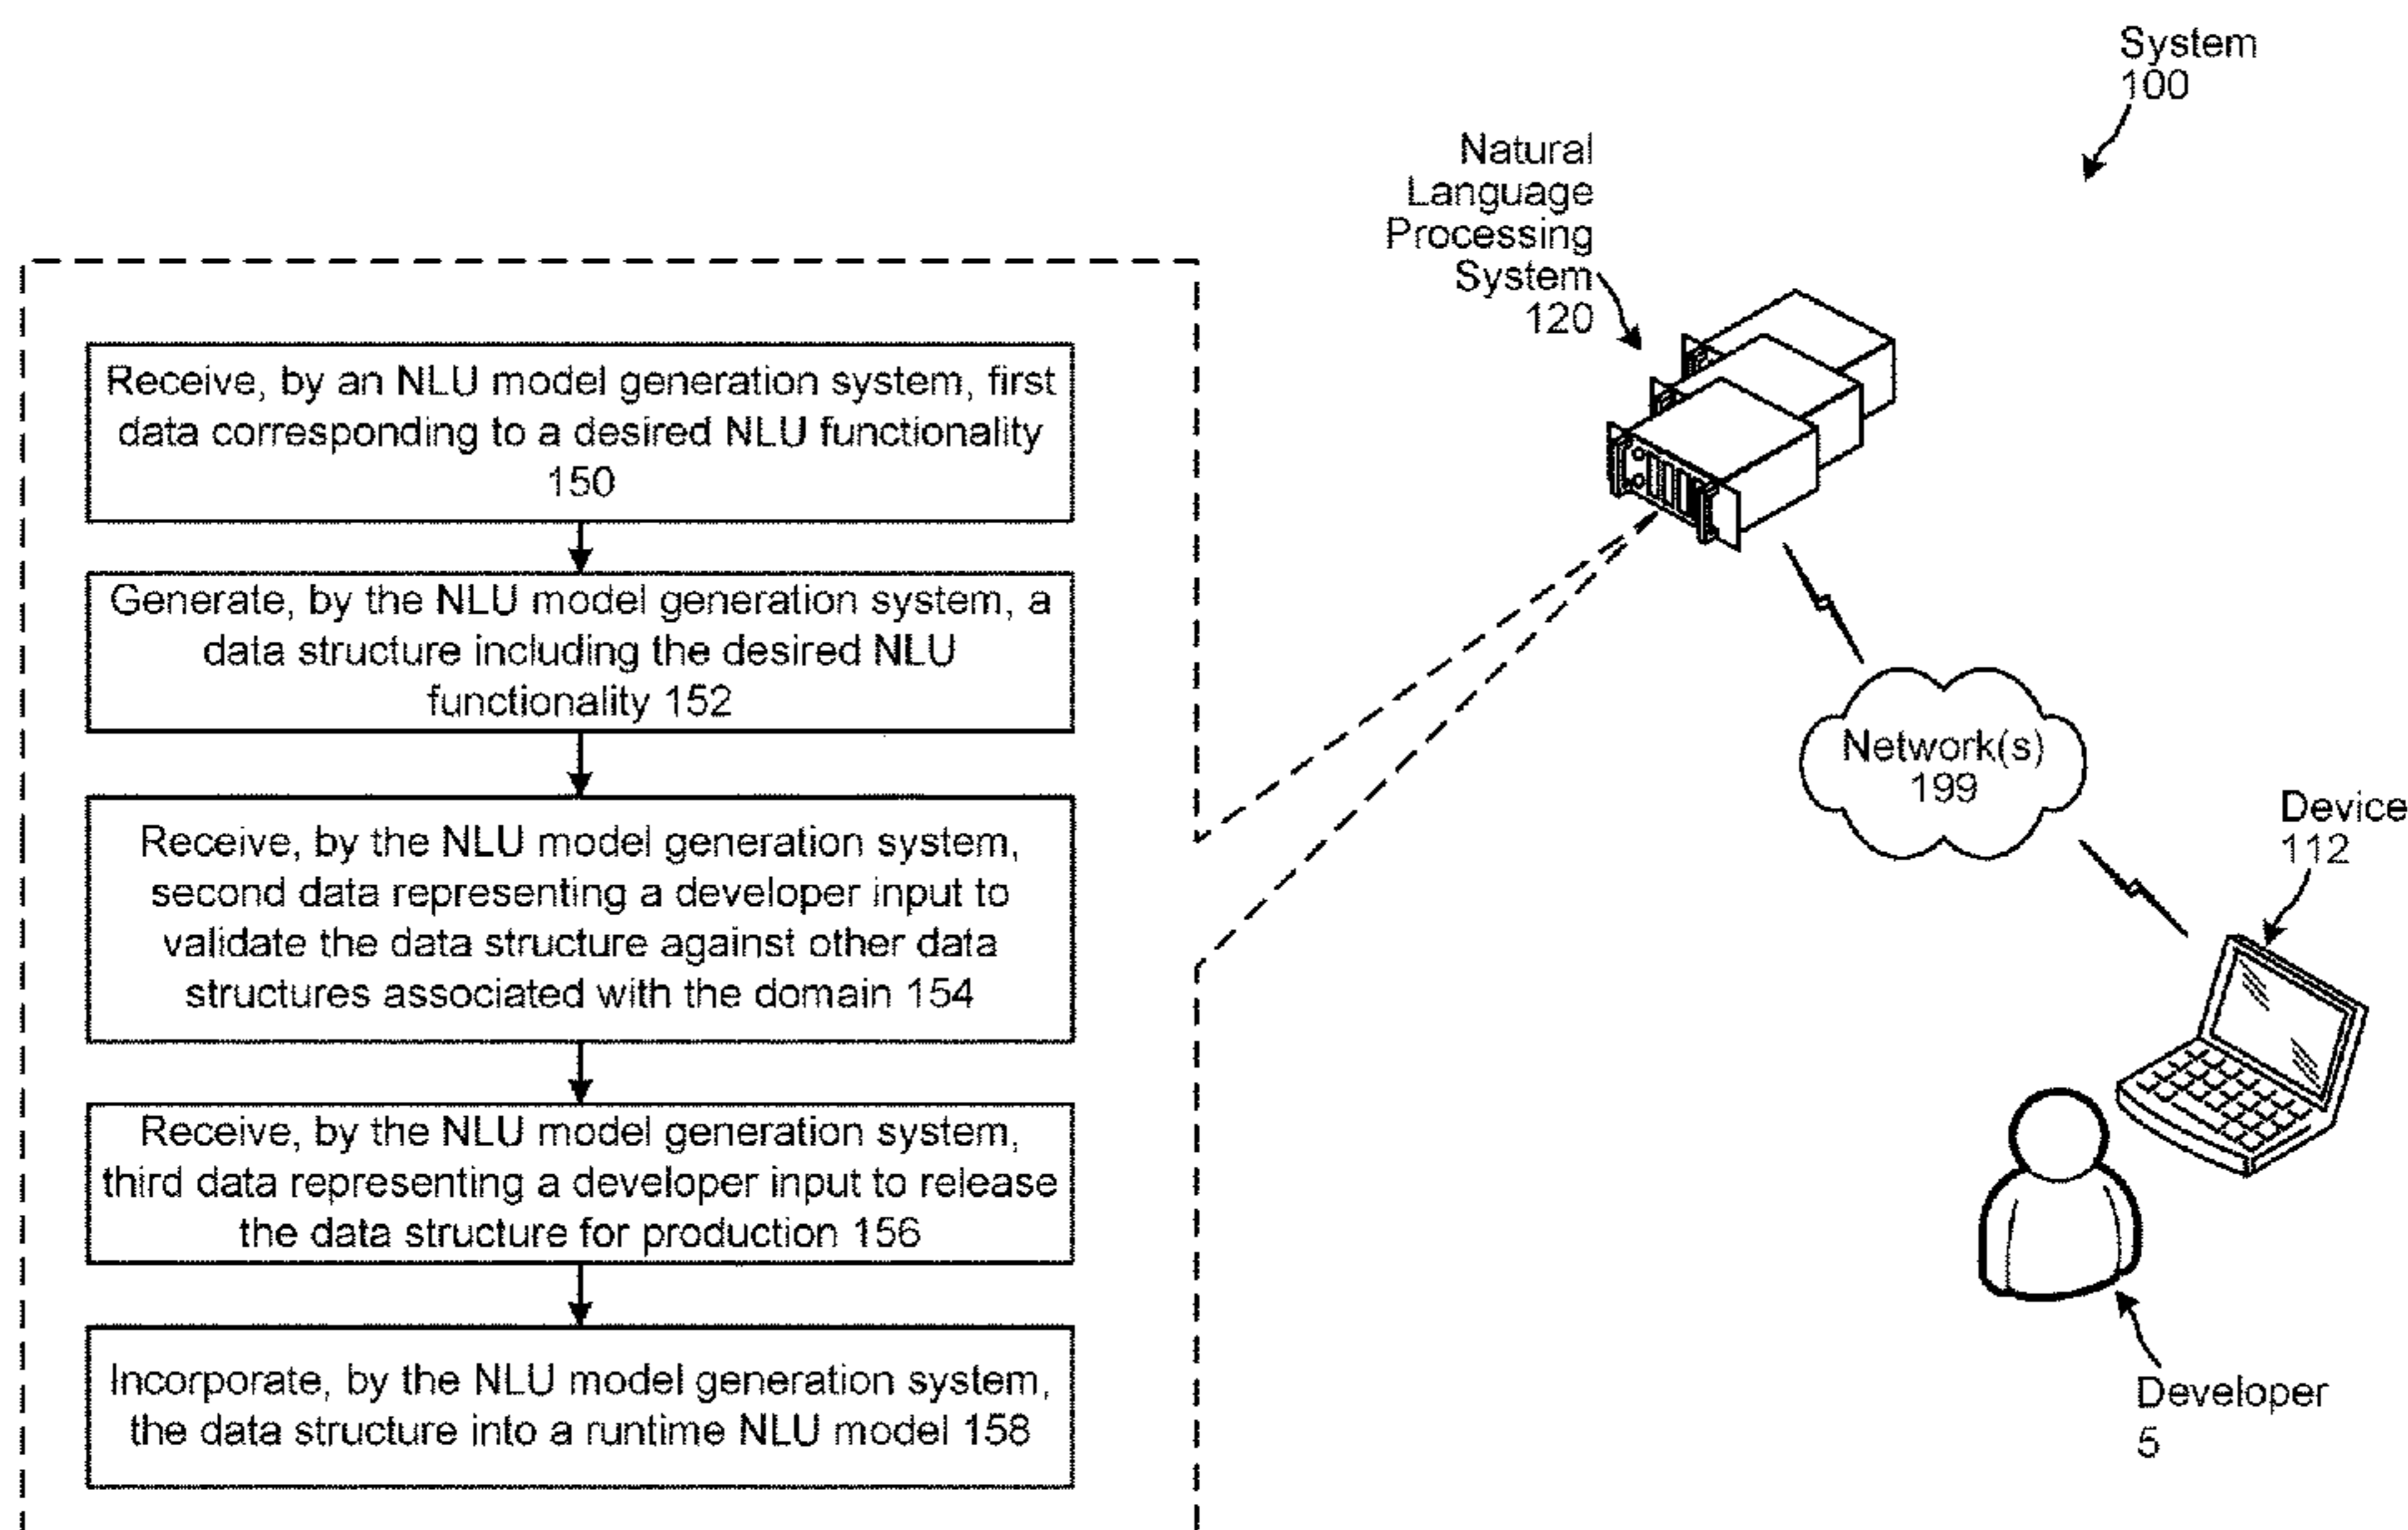 System
100
Natural
Language
Processing
System
120
Receive, by an NLU model generation system, first
data corresponding to a desired NLU functionality
150
Generate, by the NLU model generation system, a
data structure including the desired NLU
functionality 152
Receive, by the NLU model generation system,
second data representing a developer input to
validate the data structure against other data
structures associated with the domain 154
Receive, by the NLU model generation system,
third data representing a developer input to release
the data structure for production 156
Incorporate, by the NLU model generation system,
the data structure into a runtime NLU model 158
Network(s)
199
Device
112
Developer
5